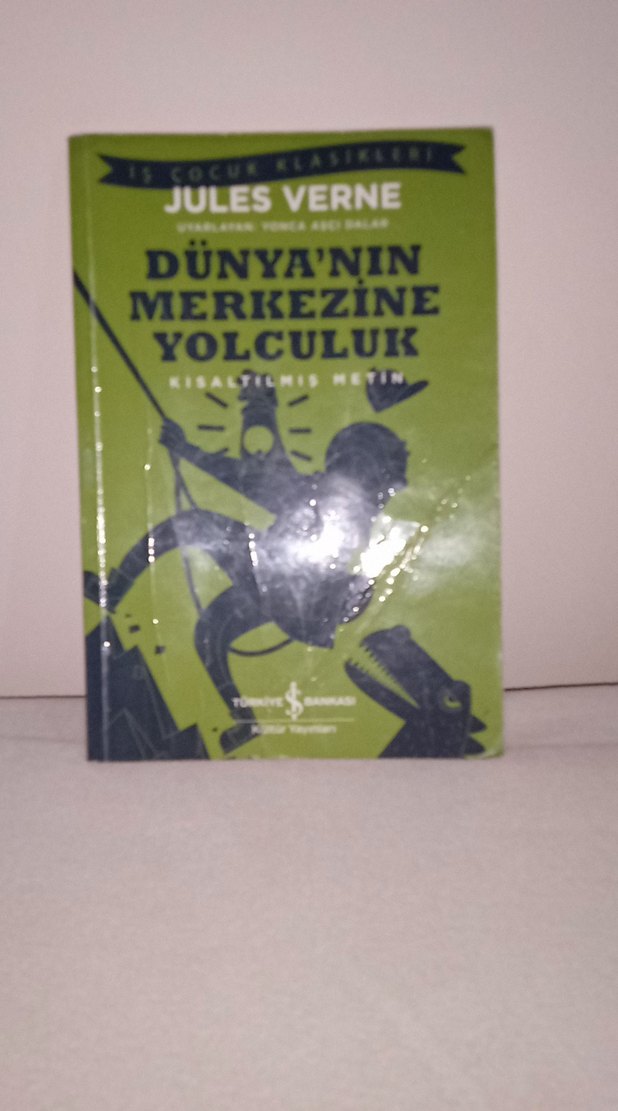 İŞ ÇOCUK KLASİKLERİ
JULES VERNE
UYARLAYAN: YONCA AŞÇI DALAR
DÜNYA'NIN
MERKEZİNE
YOLCULUK
KISALTILMIŞ METİN
TÜRKİYE İŞ BANKASI
Kültür Yayınları